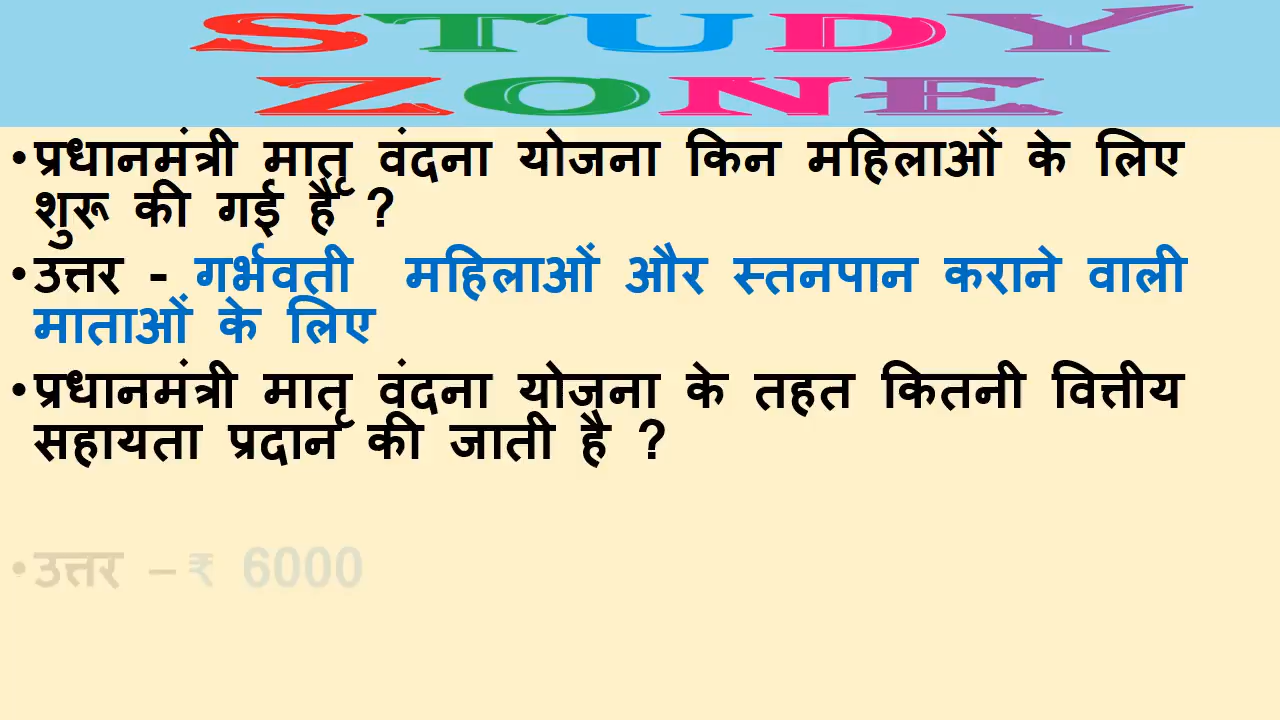 STUDY
ZONE
•प्रधानमंत्री मातृ वंदना योजना किन महिलाओं के लिए
शुरू की गई है ?
•उत्तर - गर्भवती महिलाओं और स्तनपान कराने वाली
माताओं के लिए
•प्रधानमंत्री मातृ वंदना योजना के तहत कितनी वित्तीय
सहायता प्रदान की जाती है ?
•उत्तर – ₹ 6000